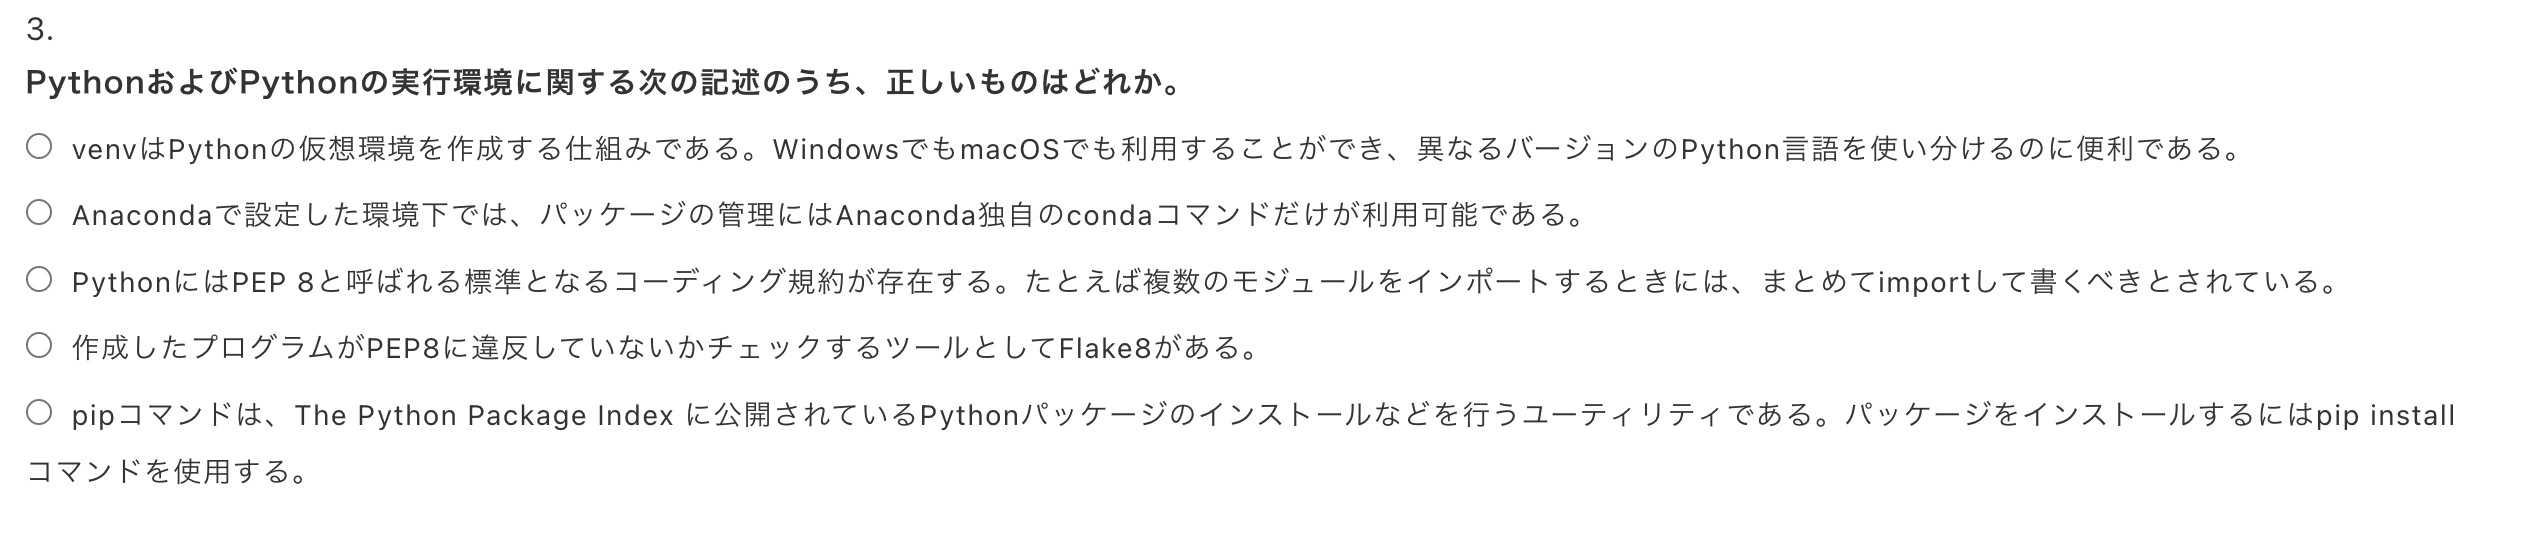 3.
PythonおよびPythonの実行環境に関する次の記述のうち、正しいものはどれか。
venvはPythonの仮想環境を作成する仕組みである。WindowsでもmacOSでも利用することができ、異なるバージョンのPython言語を使い分けるのに便利である。
Anacondaで設定した環境下では、パッケージの管理にはAnaconda独自のcondaコマンドだけが利用可能である。
PythonにはPEP 8と呼ばれる標準となるコーディング規約が存在する。たとえば複数のモジュールをインポートするときには、まとめてimportして書くべきとされている。
作成したプログラムがPEP8に違反していないかチェックするツールとしてFlake8がある。
pipコマンドは、The Python Package Index に公開されているPythonパッケージのインストールなどを行うユーティリティである。パッケージをインストールするにはpip install
コマンドを使用する。